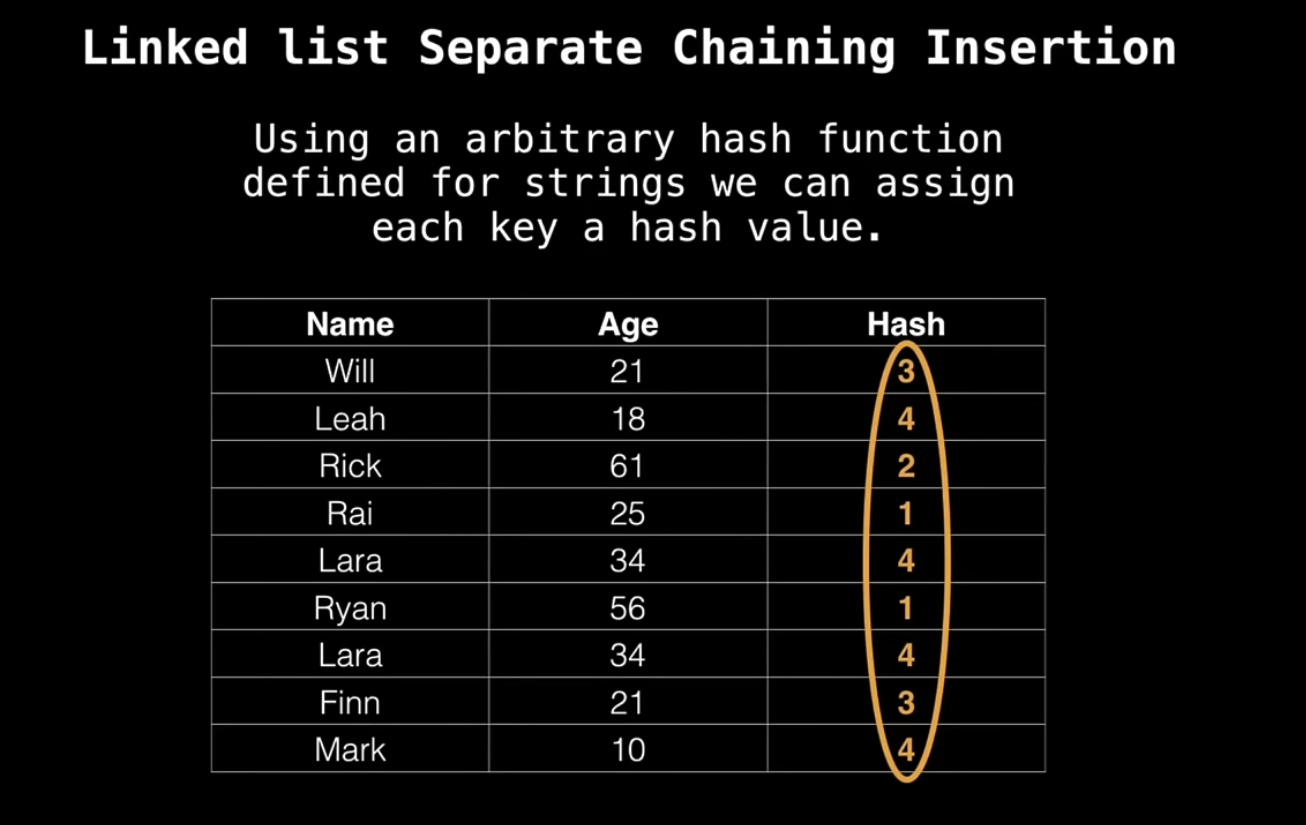 Linked list Separate Chaining Insertion
Using an arbitrary hash function
defined for strings we can assign
each key a hash value.
Name Age Hash
Will 21 3
Leah 18 4
Rick 61 2
Rai 25 1
Lara 34 4
Ryan 56 1
Lara 34 4
Finn 21 3
Mark 10 4